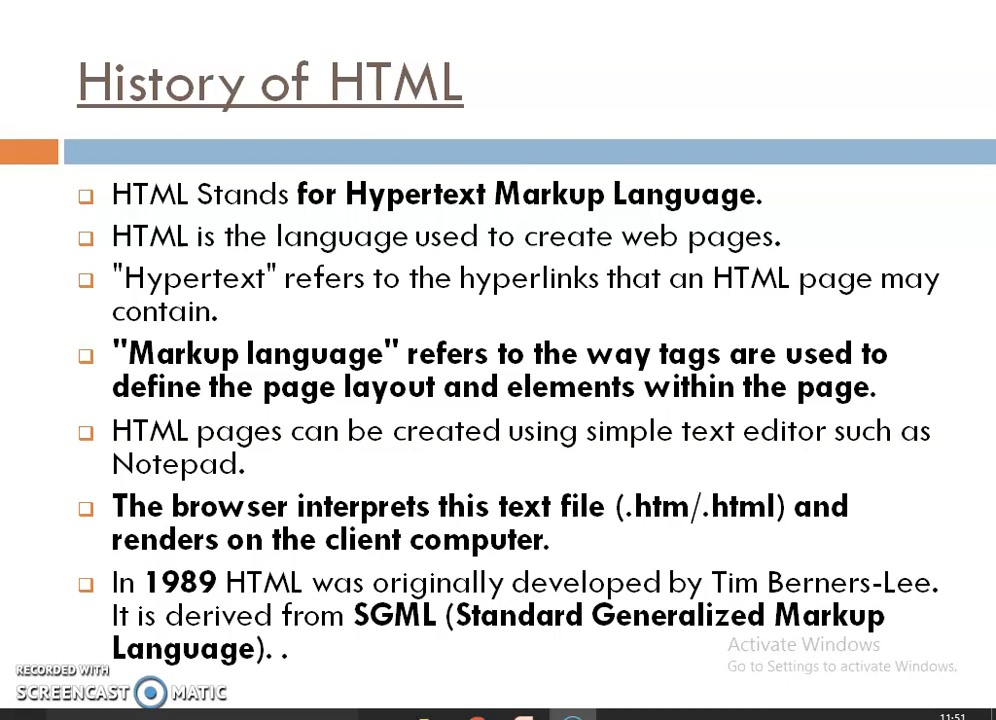 History of HTML
HTML Stands for Hypertext Markup Language.
HTML is the language used to create web pages.
"Hypertext" refers to the hyperlinks that an HTML page may
contain.
"Markup language" refers to the way tags are used to
define the page layout and elements within the page.
HTML pages can be created using simple text editor such as
Notepad.
The browser interprets this text file (.htm/.html) and
renders on the client computer.
In 1989 HTML was originally developed by Tim Berners-Lee.
It is derived from SGML (Standard Generalized Markup
Language). .
Activate Windows
Go to Settings to activate Windows.
RECORDED WITH
SCREENCAST MATIC
11:51